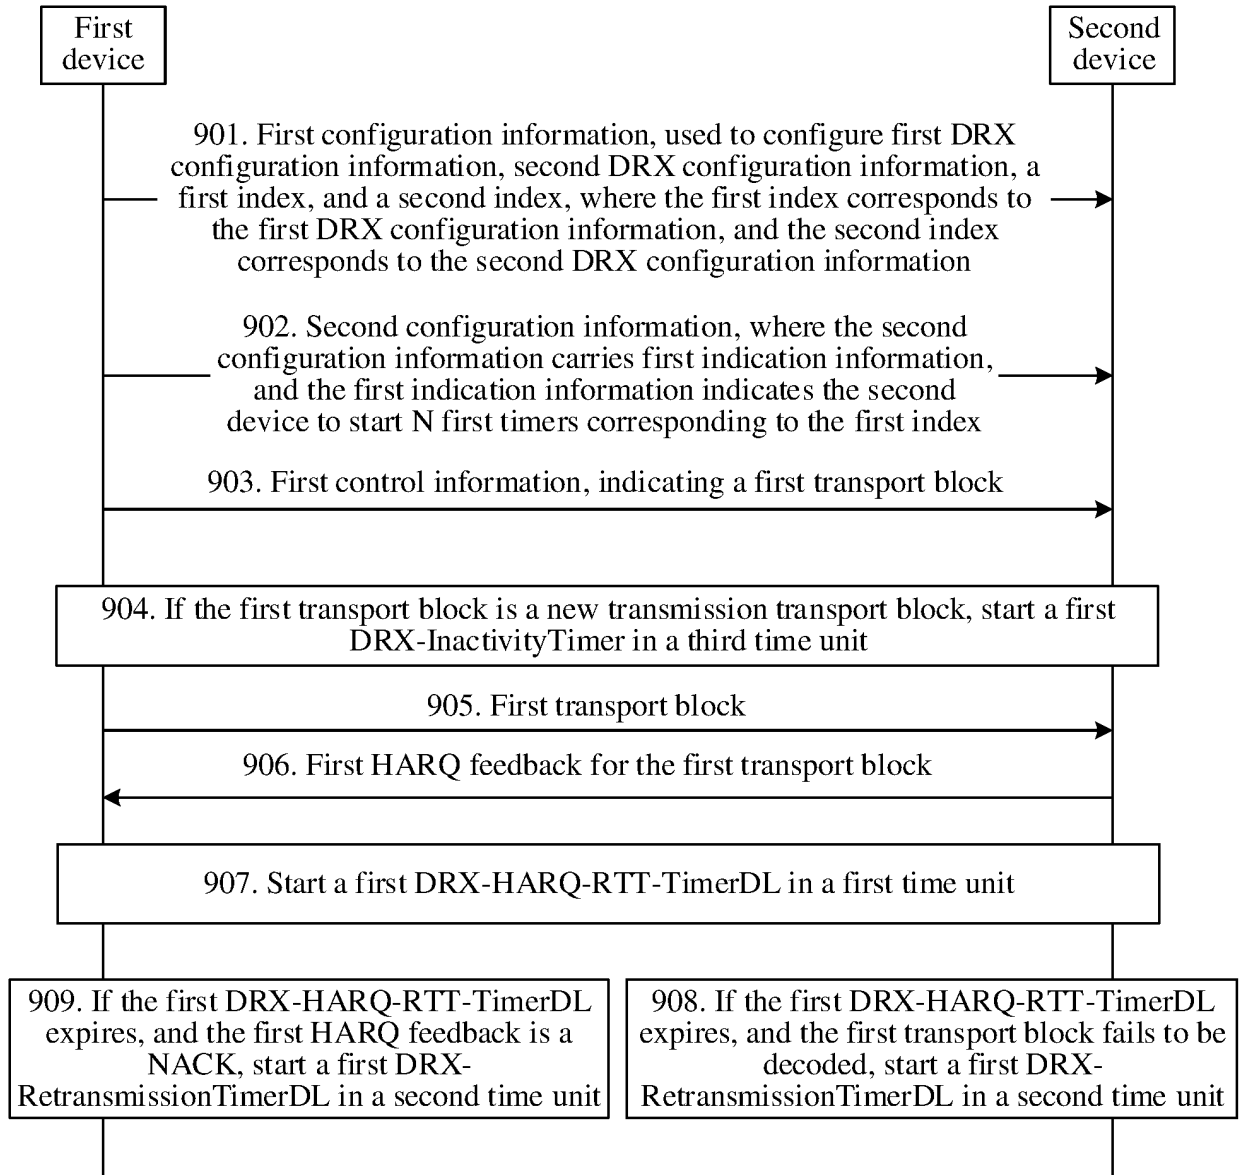 First
device
Second
device
901. First configuration information, used to configure first DRX
configuration information, second DRX configuration information, a
first index, and a second index, where the first index corresponds to
the first DRX configuration information, and the second index
corresponds to the second DRX configuration information
902. Second configuration information, where the second
configuration information carries first indication information,
and the first indication information indicates the second
device to start N first timers corresponding to the first index
903. First control information, indicating a first transport block
904. If the first transport block is a new transmission transport block, start a first
DRX-InactivityTimer in a third time unit
905. First transport block
906. First HARQ feedback for the first transport block
907. Start a first DRX-HARQ-RTT-TimerDL in a first time unit
909. If the first DRX-HARQ-RTT-TimerDL
expires, and the first HARQ feedback is a
NACK, start a first DRX-
RetransmissionTimerDL in a second time unit
908. If the first DRX-HARQ-RTT-TimerDL
expires, and the first transport block fails to be
decoded, start a first DRX-
RetransmissionTimerDL in a second time unit